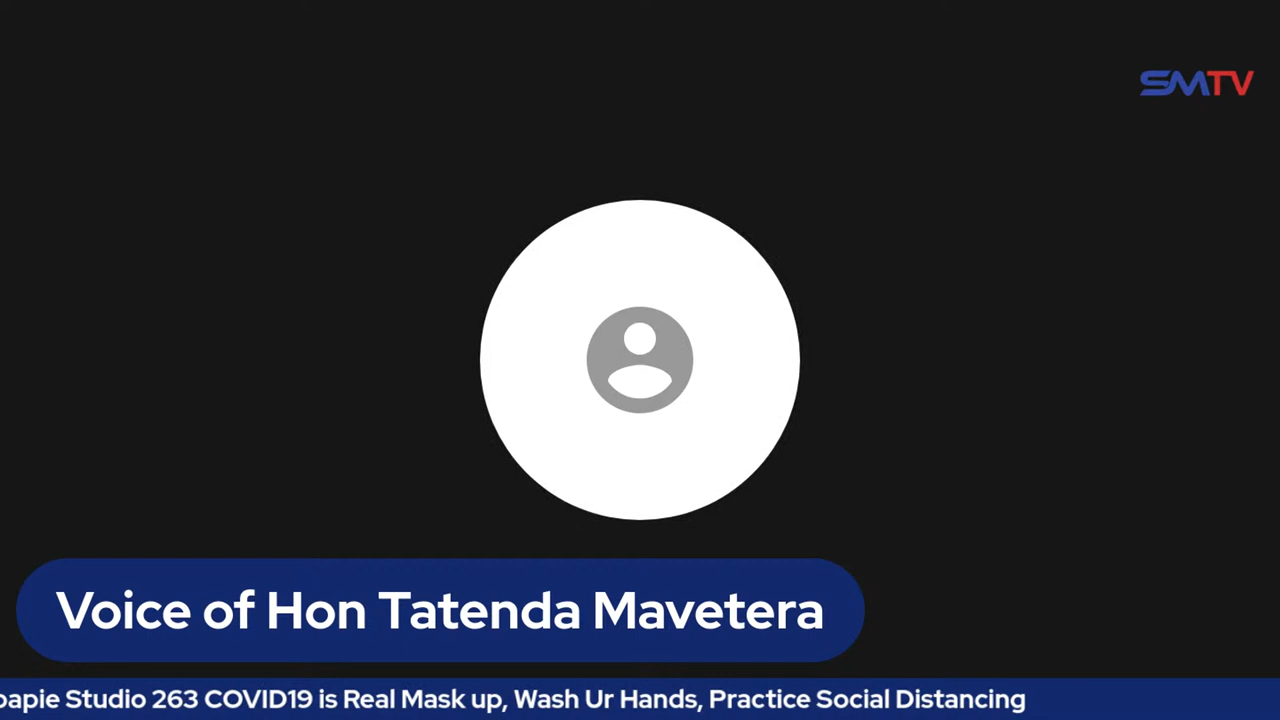 SMTV
Voice of Hon Tatenda Mavetera
Studio 263 COVID19 is Real Mask up, Wash Ur Hands, Practice Social Distancing